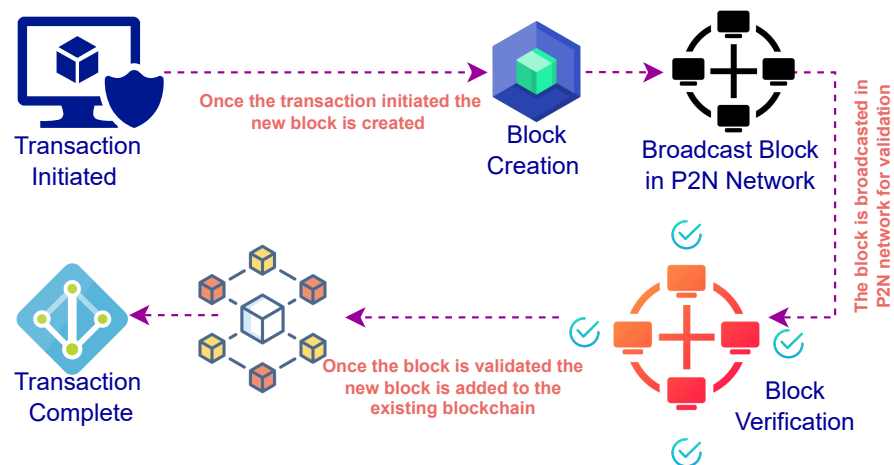 Transaction
Initiated
Once the transaction initiated the
new block is created
Block
Creation
Broadcast Block
in P2N Network
The block is broadcasted in
P2N network for validation
Block
Verification
Once the block is validated the
new block is added to the
existing blockchain
Transaction
Complete